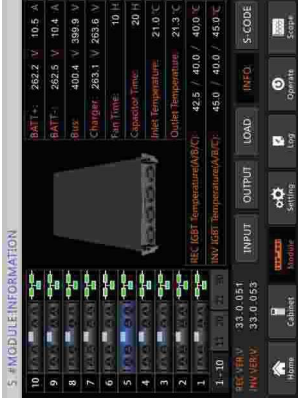 5 #MODULE:INFORMATION
10
9
8
7
6
5
4
3
2
1
1 - 10 11 20 21 30
BATT+: 262.2 V 10.5 A
BATT-: 262.5 V 10.4 A
Bus: 400.4 V 399.9 V
Charger: 263.1 V 263.6 V
Fan Time: 10 H
Capacitor Time: 20 H
Inlet Temperature: 21.0 ℃
Outlet Temperature: 21.3 ℃
REC IGBT Temperature(A/B/C): 42.5 / 40.0 / 40.0 ℃
INV IGBT Temperature(A/B/C): 45.0 / 40.0 / 45.0 ℃
REC VER.V: 33.0.051
INV VER.V: 33.0.053
INPUT OUTPUT LOAD INFO. S-CODE
Home Cabinet Module Setting Log Operate Scope